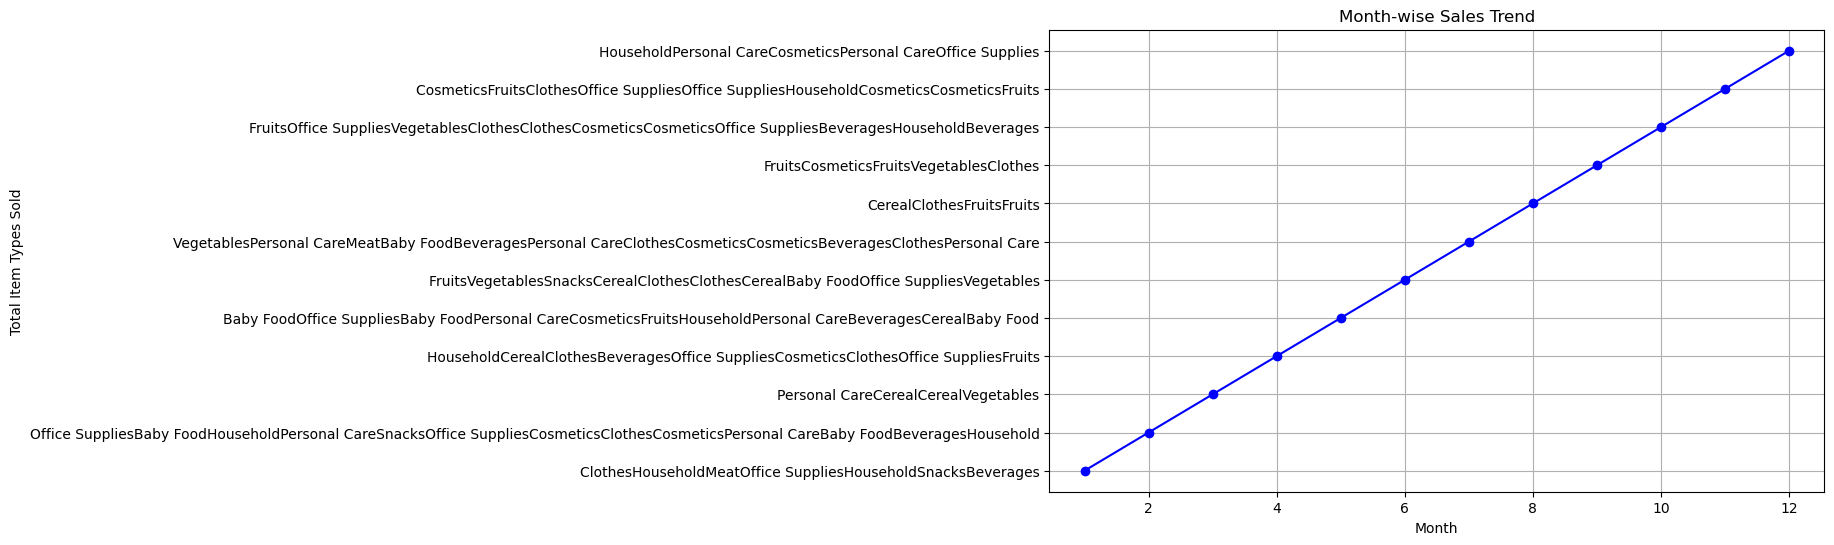 Month-wise Sales Trend
Total Item Types Sold
HouseholdPersonal CareCosmeticsPersonal CareOffice Supplies
CosmeticsFruitsClothesOffice SuppliesOffice SuppliesHouseholdCosmeticsCosmeticsFruits
FruitsOffice SuppliesVegetablesClothesClothesCosmeticsCosmeticsOffice SuppliesBeveragesHouseholdBeverages
FruitsCosmeticsFruitsVegetablesClothes
CerealClothesFruitsFruits
VegetablesPersonal CareMeatBaby FoodBeveragesPersonal CareClothesCosmeticsCosmeticsBeveragesClothesPersonal Care
FruitsVegetablesSnacksCerealClothesClothesCerealBaby FoodOffice SuppliesVegetables
Baby FoodOffice SuppliesBaby FoodPersonal CareCosmeticsFruitsHouseholdPersonal CareBeveragesCerealBaby Food
HouseholdCerealClothesBeveragesOffice SuppliesCosmeticsClothesOffice SuppliesFruits
Personal CareCerealCerealVegetables
Office SuppliesBaby FoodHouseholdPersonal CareSnacksOffice SuppliesCosmeticsClothesCosmeticsPersonal CareBaby FoodBeveragesHousehold
ClothesHouseholdMeatOffice SuppliesHouseholdSnacksBeverages
2 4 6 8 10 12
Month